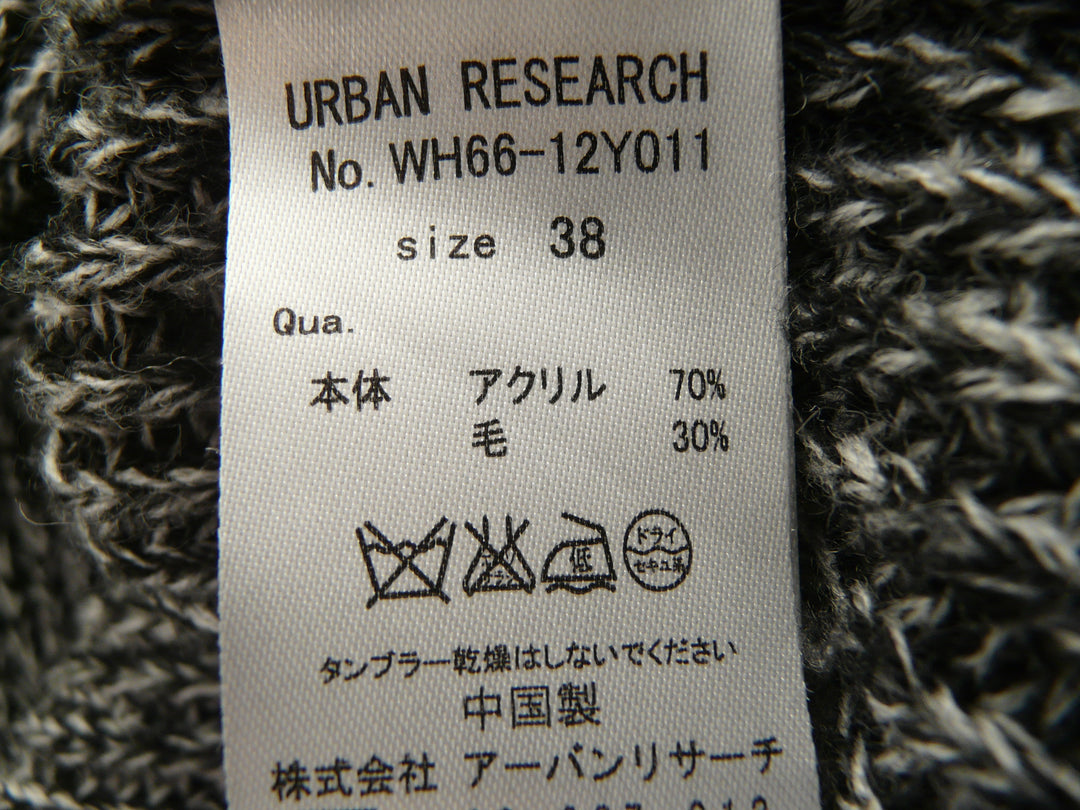 URBAN RESEARCH
No. WH66-12Y011
size 38
Qua.
本体 アクリル 70%
毛 30%
低 ドライ
セキユ系
タンブラー乾燥はしないでください
中国製
株式会社 アーバンリサーチ